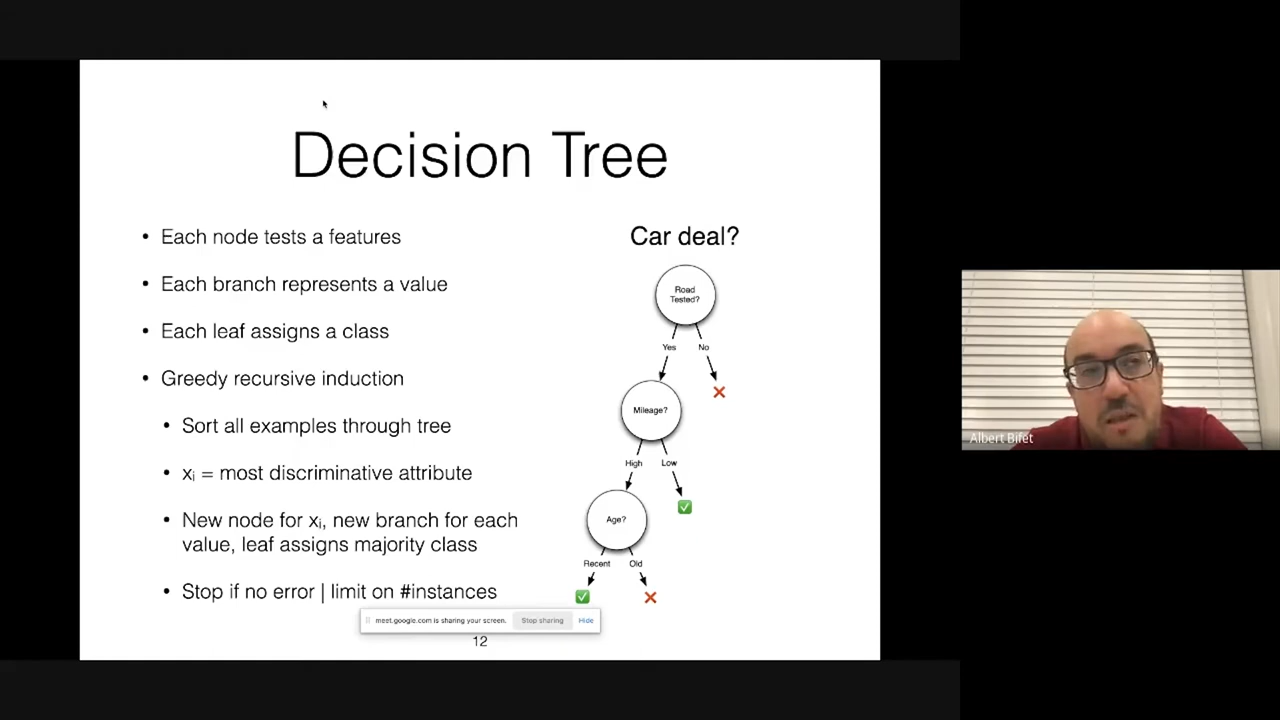 Decision Tree
• Each node tests a features
• Each branch represents a value
• Each leaf assigns a class
• Greedy recursive induction
• Sort all examples through tree
• xᵢ = most discriminative attribute
• New node for xᵢ, new branch for each
value, leaf assigns majority class
• Stop if no error | limit on #instances
Car deal?
Road
Tested?
Yes
No
Mileage?
High
Low
Age?
Recent
Old
meet.google.com is sharing your screen.
Stop sharing
Hide
12
Albert Bifet